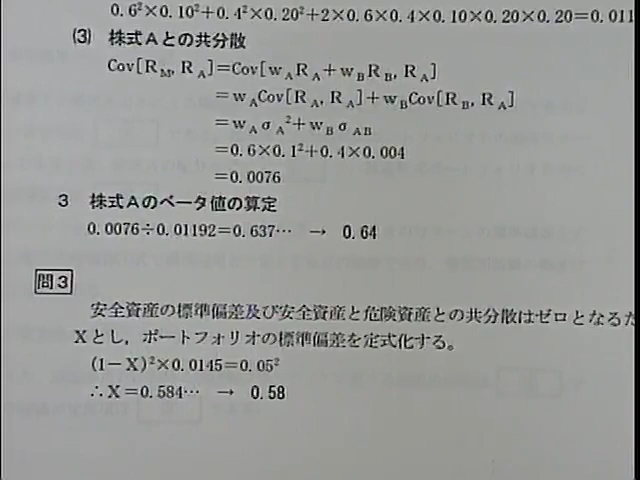 0.6²×0.10²+0.4²×0.20²+2×0.6×0.4×0.10×0.20×0.20=0.011
(3) 株式Aとの共分散
Cov[R_M, R_A]=Cov[w_A R_A+w_B R_B, R_A]
=w_A Cov[R_A, R_A]+w_B Cov[R_B, R_A]
=w_A σ_A²+w_B σ_AB
=0.6×0.1²+0.4×0.004
=0.0076
3 株式Aのベータ値の算定
0.0076÷0.01192=0.637… → 0.64
問3
安全資産の標準偏差及び安全資産と危険資産との共分散はゼロとなるた
Xとし，ポートフォリオの標準偏差を定式化する。
(1−X)²×0.0145=0.05²
∴X=0.584… → 0.58